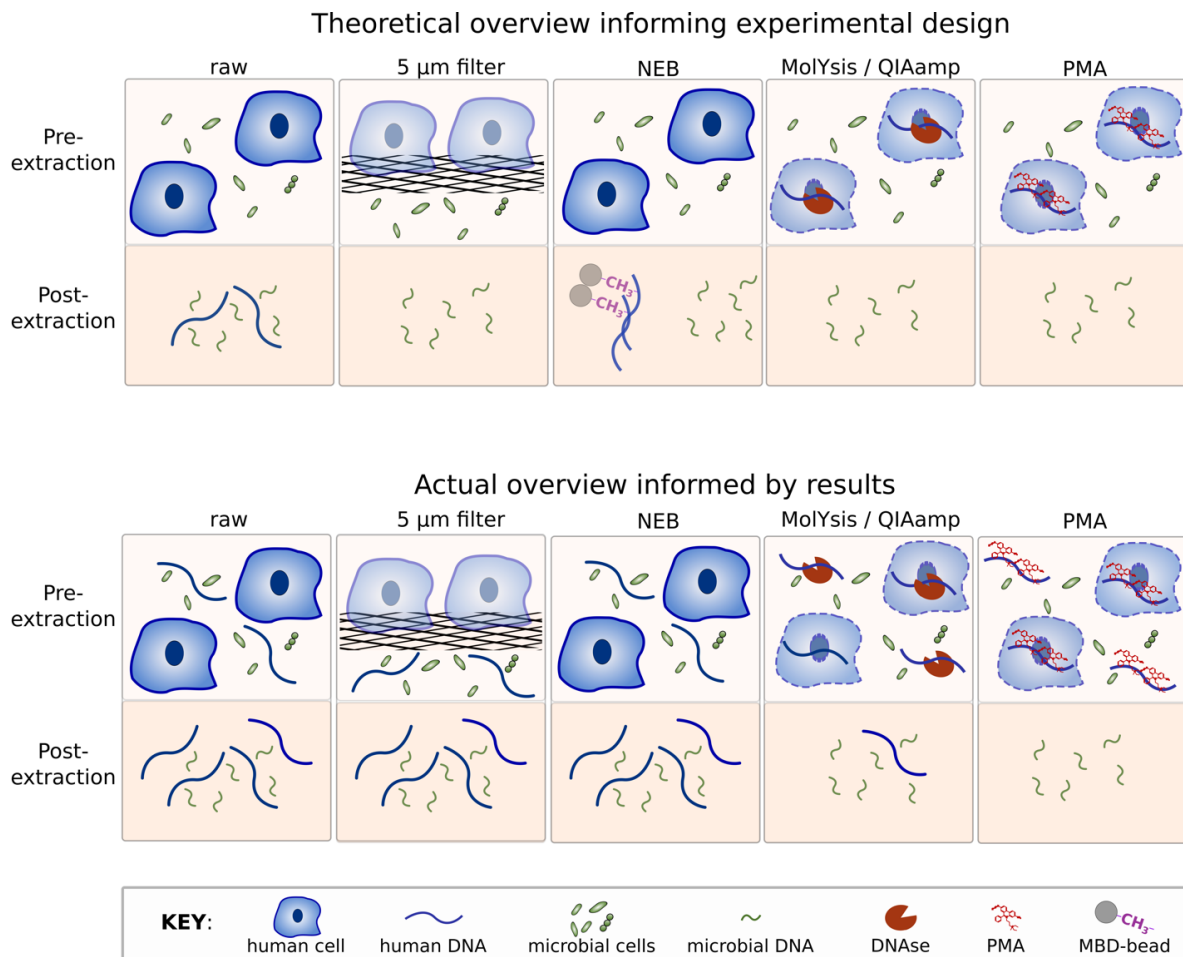 Theoretical overview informing experimental design
raw
5 µm filter
NEB
MolYsis / QIAamp
PMA
Pre-
extraction
Post-
extraction
CH3-
CH3-
Actual overview informed by results
raw
5 µm filter
NEB
MolYsis / QIAamp
PMA
Pre-
extraction
Post-
extraction
KEY:
human cell
human DNA
microbial cells
microbial DNA
DNAse
PMA
CH3-
MBD-bead